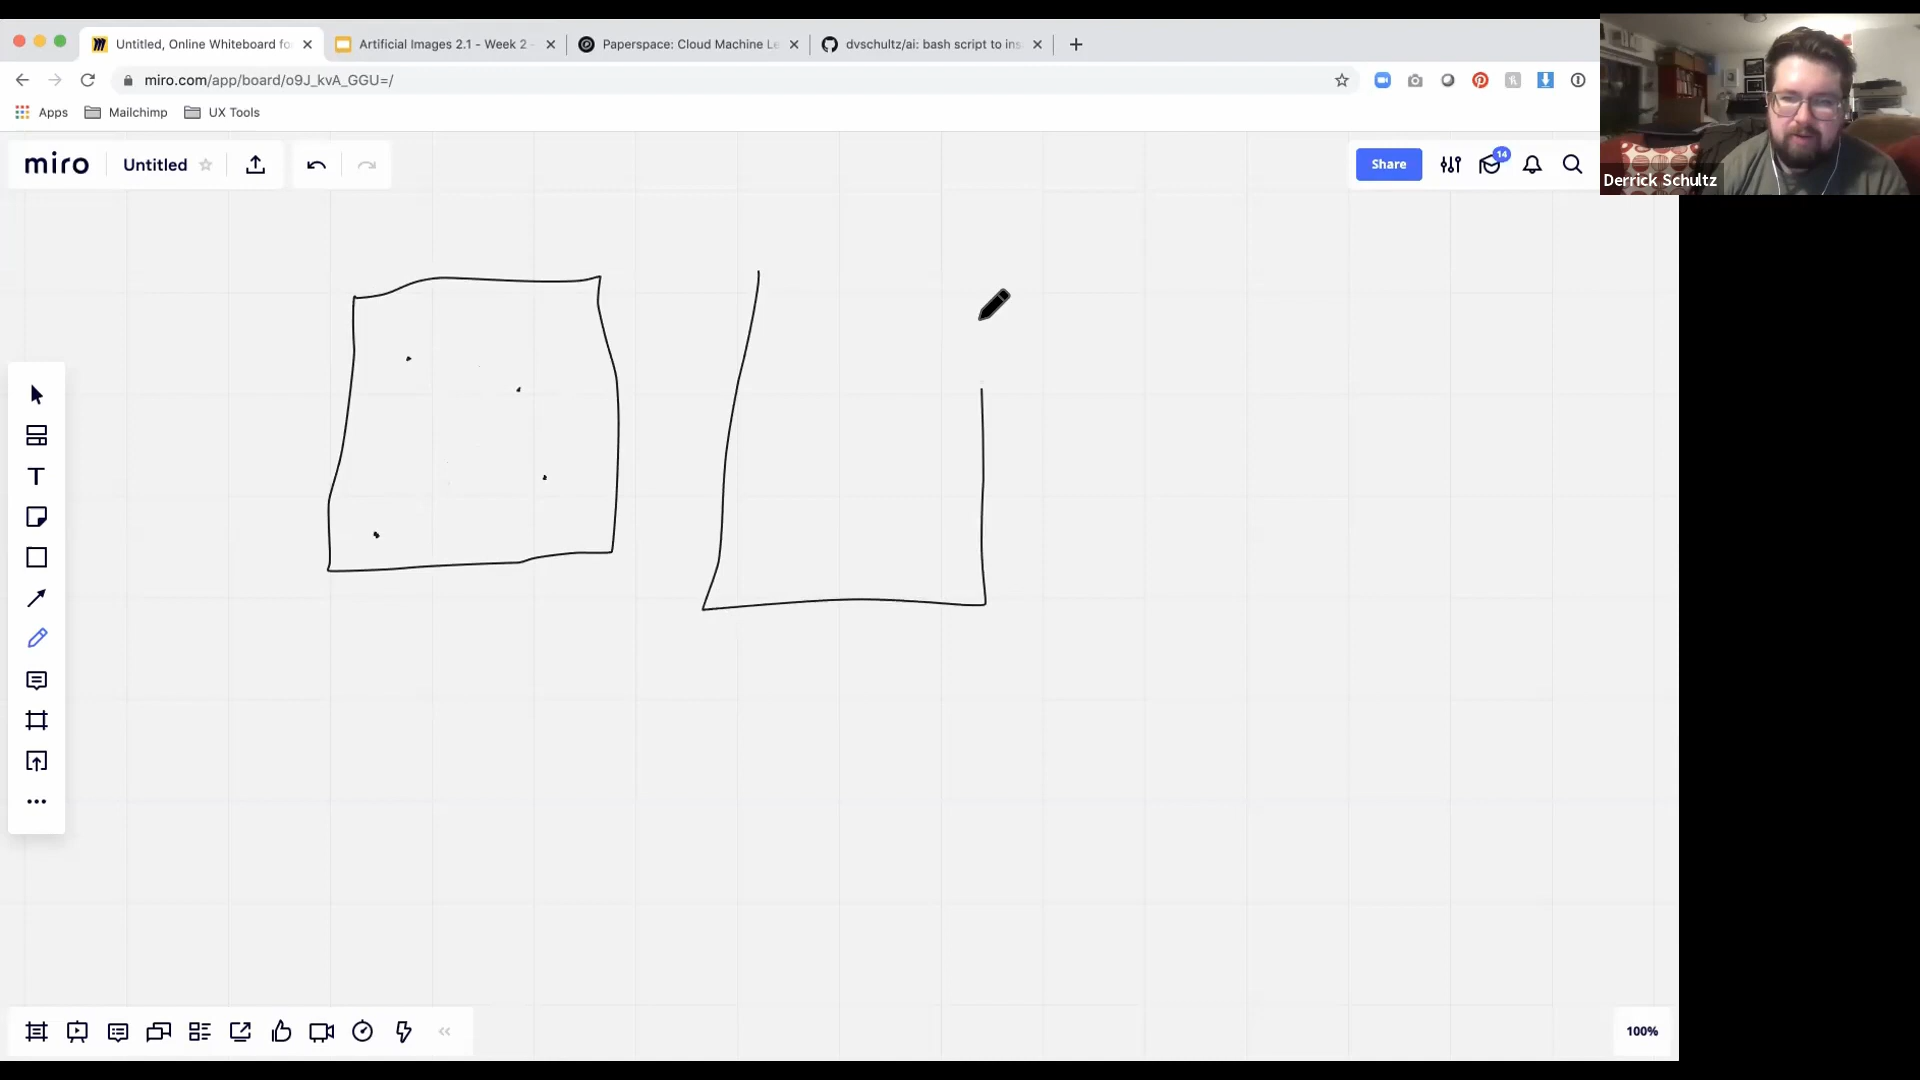 Untitled, Online Whiteboard fo
Artificial Images 2.1 - Week 2 -
Paperspace: Cloud Machine Le
dvschultz/ai: bash script to ins
miro.com/app/board/o9J_kvA_GGU=/
Apps
Mailchimp
UX Tools
miro
Untitled
Share
14
Derrick Schultz
T
100%